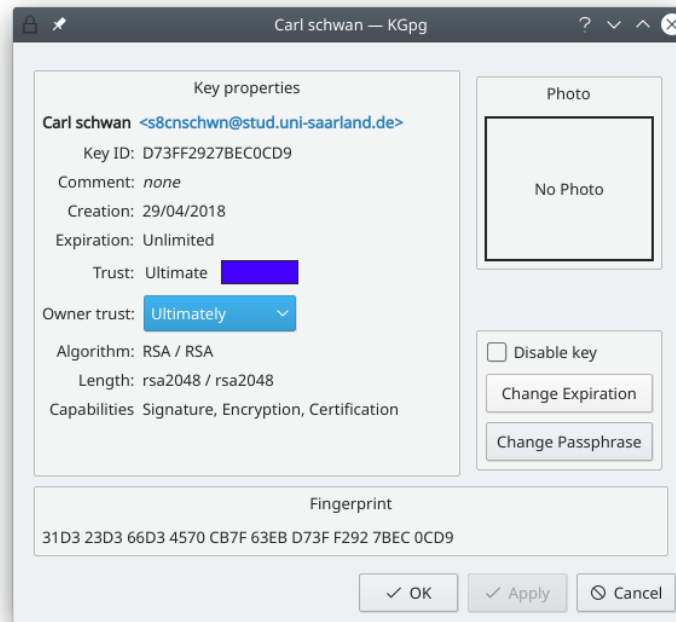 Carl schwan — KGpg
Key properties
Carl schwan <s8cnschwn@stud.uni-saarland.de>
Key ID: D73FF2927BEC0CD9
Comment: none
Creation: 29/04/2018
Expiration: Unlimited
Trust: Ultimate
Owner trust: Ultimately
Algorithm: RSA / RSA
Length: rsa2048 / rsa2048
Capabilities Signature, Encryption, Certification
Photo
No Photo
Disable key
Change Expiration
Change Passphrase
Fingerprint
31D3 23D3 66D3 4570 CB7F 63EB D73F F292 7BEC 0CD9
OK
Apply
Cancel